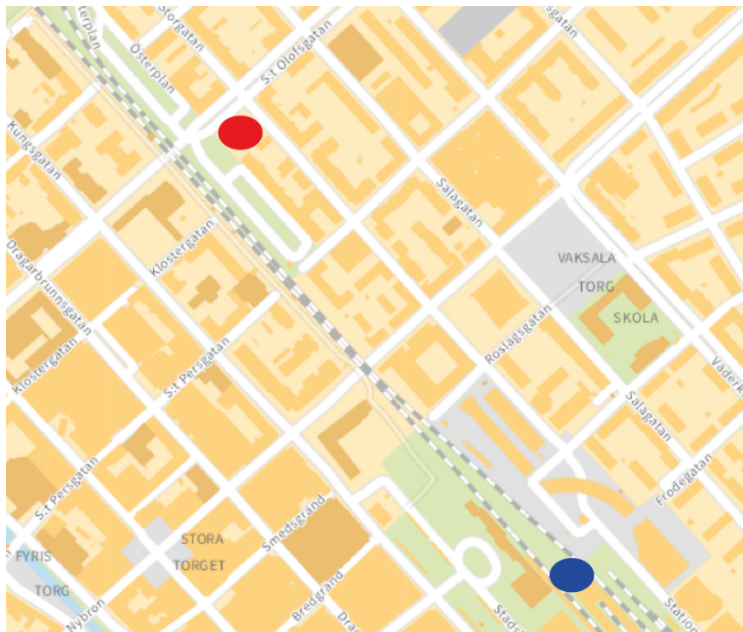 Storgatan
S:t Olofsgatan
Österplan
Kungsgatan
Salagatan
Klostergatan
Dragarbrunnsgatan
VAKSALA
TORG
SKOLA
Roslagsgatan
S:t Persgatan
Klostergatan
Salagatan
Frodegatan
S:t Persgatan
Smedsgränd
STORA
TORGET
FYRIS
TORG
Nybron
Bredgränd